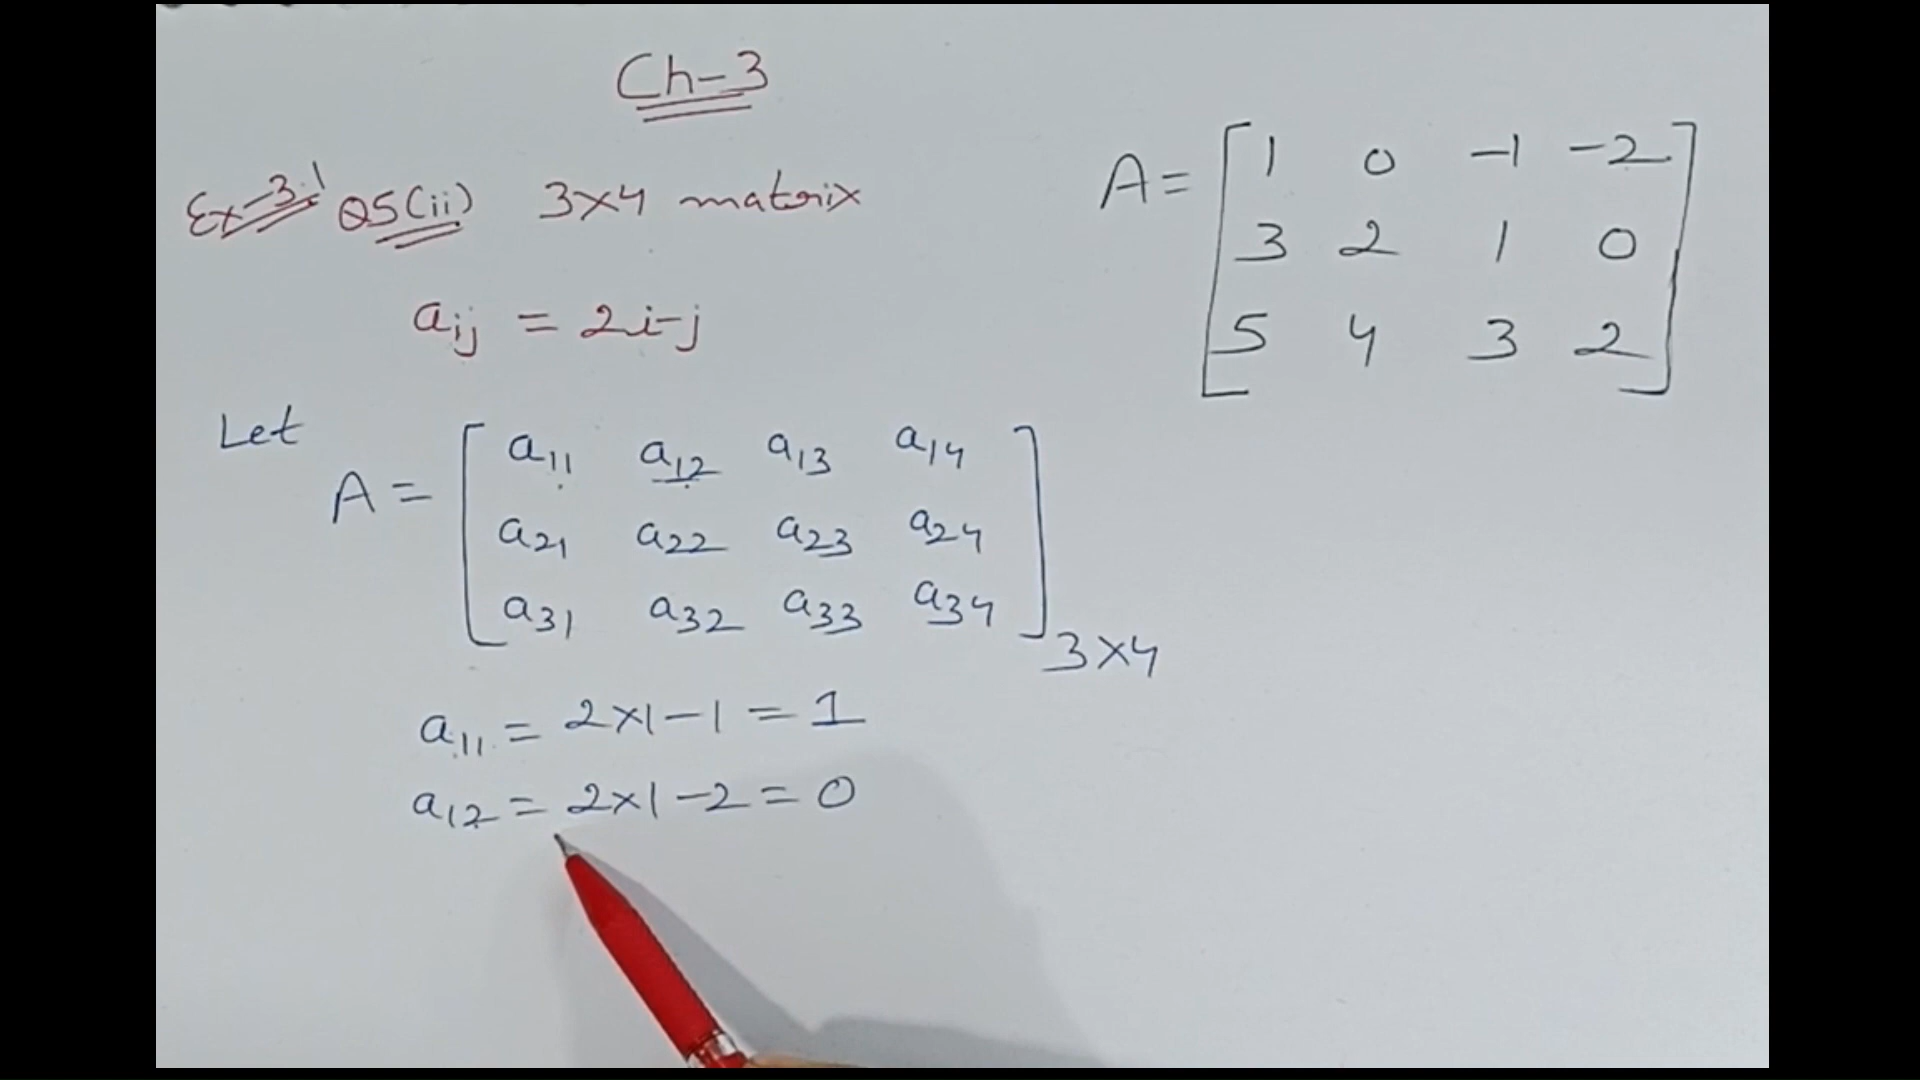 Ch-3
Ex-3.1 Q5(ii) 3×4 matrix
aij = 2i-j
Let
A = [ a11 a12 a13 a14
a21 a22 a23 a24
a31 a32 a33 a34 ] 3×4
a11 = 2×1-1 = 1
a12 = 2×1-2 = 0
A = [ 1 0 -1 -2
3 2 1 0
5 4 3 2 ]